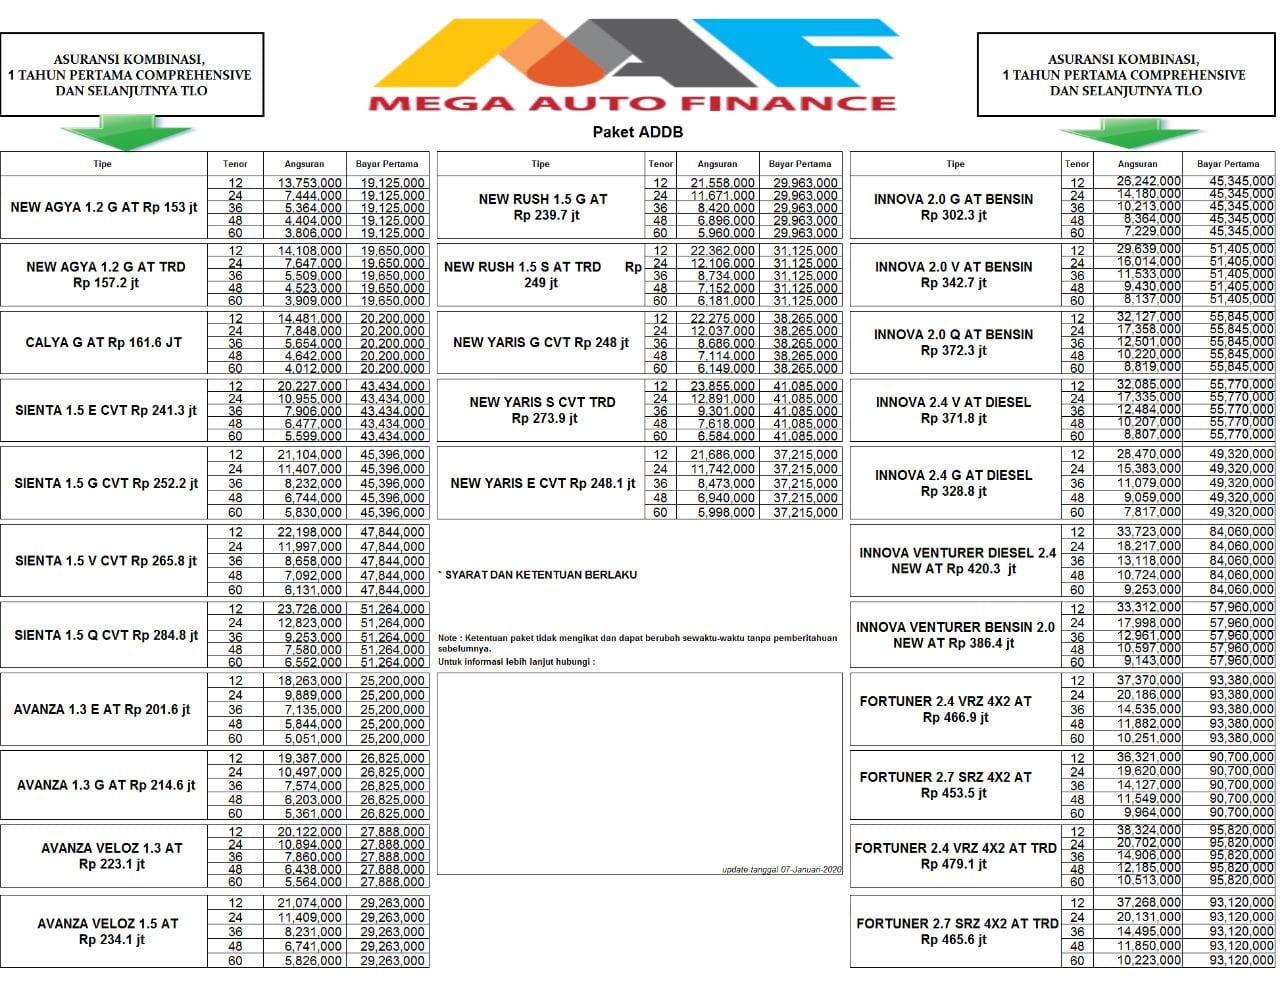 ASURANSI KOMBINASI,
1 TAHUN PERTAMA COMPREHENSIVE
DAN SELANJUTNYA TLO
MEGA AUTO FINANCE
Paket ADDB
ASURANSI KOMBINASI,
1 TAHUN PERTAMA COMPREHENSIVE
DAN SELANJUTNYA TLO
Tipe Tenor Angsuran Bayar Pertama
NEW AGYA 1.2 G AT Rp 153 jt
12 13.753.000 19.125.000
24 7.444.000 19.125.000
36 5.364.000 19.125.000
48 4.404.000 19.125.000
60 3.806.000 19.125.000
NEW AGYA 1.2 G AT TRD
Rp 157.2 jt
12 14.108.000 19.650.000
24 7.647.000 19.650.000
36 5.509.000 19.650.000
48 4.523.000 19.650.000
60 3.909.000 19.650.000
CALYA G AT Rp 161.6 JT
12 14.481.000 20.200.000
24 7.848.000 20.200.000
36 5.654.000 20.200.000
48 4.642.000 20.200.000
60 4.012.000 20.200.000
SIENTA 1.5 E CVT Rp 241.3 jt
12 20.227.000 43.434.000
24 10.955.000 43.434.000
36 7.906.000 43.434.000
48 6.477.000 43.434.000
60 5.599.000 43.434.000
SIENTA 1.5 G CVT Rp 252.2 jt
12 21,104,000 45,396,000
24 11,407,000 45,396,000
36 8,232,000 45,396,000
48 6,744,000 45,396,000
60 5,830,000 45,396,000
SIENTA 1.5 V CVT Rp 265.8 jt
12 22,198,000 47,844,000
24 11,997,000 47,844,000
36 8,658,000 47,844,000
48 7,092,000 47,844,000
60 6,131,000 47,844,000
SIENTA 1.5 Q CVT Rp 284.8 jt
12 23,726,000 51,264,000
24 12,823,000 51,264,000
36 9,253,000 51,264,000
48 7,580,000 51,264,000
60 6,552,000 51,264,000
AVANZA 1.3 E AT Rp 201.6 jt
12 18,263,000 25,200,000
24 9,889,000 25,200,000
36 7,135,000 25,200,000
48 5,844,000 25,200,000
60 5,051,000 25,200,000
AVANZA 1.3 G AT Rp 214.6 jt
12 19,387,000 26,825,000
24 10,497,000 26,825,000
36 7,574,000 26,825,000
48 6,203,000 26,825,000
60 5,361,000 26,825,000
AVANZA VELOZ 1.3 AT
Rp 223.1 jt
12 20.122.000 27.888.000
24 10.894.000 27.888.000
36 7.860.000 27.888.000
48 6.438.000 27.888.000
60 5.564.000 27.888.000
AVANZA VELOZ 1.5 AT
Rp 234.1 jt
12 21,074,000 29,263,000
24 11,409,000 29,263,000
36 8,231,000 29,263,000
48 6,741,000 29,263,000
60 5,826,000 29,263,000
Tipe Tenor Angsuran Bayar Pertama
NEW RUSH 1.5 G AT
Rp 239.7 jt
12 21.558.000 29.963.000
24 11.671.000 29.963.000
36 8.420.000 29.963.000
48 6.896.000 29.963.000
60 5.960.000 29.963.000
NEW RUSH 1.5 S AT TRD Rp
249 jt
12 22.362.000 31.125.000
24 12.106.000 31.125.000
36 8.734.000 31.125.000
48 7.152.000 31.125.000
60 6.181.000 31.125.000
NEW YARIS G CVT Rp 248 jt
12 22.275.000 38.265.000
24 12.037.000 38.265.000
36 8.686.000 38.265.000
48 7.114.000 38.265.000
60 6.149.000 38.265.000
NEW YARIS S CVT TRD
Rp 273.9 jt
12 23.855.000 41.085.000
24 12.891.000 41.085.000
36 9.301.000 41.085.000
48 7.618.000 41.085.000
60 6.584.000 41.085.000
NEW YARIS E CVT Rp 248.1 jt
12 21,686,000 37,215,000
24 11,742,000 37,215,000
36 8,473,000 37,215,000
48 6,940,000 37,215,000
60 5,998,000 37,215,000
* SYARAT DAN KETENTUAN BERLAKU
Note : Ketentuan paket tidak mengikat dan dapat berubah sewaktu-waktu tanpa pemberitahuan
sebelumnya.
Untuk informasi lebih lanjut hubungi :
update tanggal 07-Januari-2020
Tipe Tenor Angsuran Bayar Pertama
INNOVA 2.0 G AT BENSIN
Rp 302.3 jt
12 26,242,000 45,345,000
24 14,180,000 45,345,000
36 10,213,000 45,345,000
48 8,364,000 45,345,000
60 7,229,000 45,345,000
INNOVA 2.0 V AT BENSIN
Rp 342.7 jt
12 29,639,000 51,405,000
24 16,014,000 51,405,000
36 11,533,000 51,405,000
48 9,430,000 51,405,000
60 8,137,000 51,405,000
INNOVA 2.0 Q AT BENSIN
Rp 372.3 jt
12 32,127,000 55,845,000
24 17,358,000 55,845,000
36 12,501,000 55,845,000
48 10,220,000 55,845,000
60 8,819,000 55,845,000
INNOVA 2.4 V AT DIESEL
Rp 371.8 jt
12 32,085,000 55,770,000
24 17,335,000 55,770,000
36 12,484,000 55,770,000
48 10,207,000 55,770,000
60 8,807,000 55,770,000
INNOVA 2.4 G AT DIESEL
Rp 328.8 jt
12 28,470,000 49,320,000
24 15,383,000 49,320,000
36 11,079,000 49,320,000
48 9,059,000 49,320,000
60 7,817,000 49,320,000
INNOVA VENTURER DIESEL 2.4
NEW AT Rp 420.3 jt
12 33,723,000 84,060,000
24 18,217,000 84,060,000
36 13,118,000 84,060,000
48 10,724,000 84,060,000
60 9,253,000 84,060,000
INNOVA VENTURER BENSIN 2.0
NEW AT Rp 386.4 jt
12 33,312,000 57,960,000
24 17,998,000 57,960,000
36 12,961,000 57,960,000
48 10,597,000 57,960,000
60 9,143,000 57,960,000
FORTUNER 2.4 VRZ 4X2 AT
Rp 466.9 jt
12 37,370,000 93,380,000
24 20,186,000 93,380,000
36 14,535,000 93,380,000
48 11,882,000 93,380,000
60 10,251,000 93,380,000
FORTUNER 2.7 SRZ 4X2 AT
Rp 453.5 jt
12 36,321,000 90,700,000
24 19,620,000 90,700,000
36 14,127,000 90,700,000
48 11,549,000 90,700,000
60 9,964,000 90,700,000
FORTUNER 2.4 VRZ 4X2 AT TRD
Rp 479.1 jt
12 38,324,000 95,820,000
24 20,702,000 95,820,000
36 14,906,000 95,820,000
48 12,185,000 95,820,000
60 10,513,000 95,820,000
FORTUNER 2.7 SRZ 4X2 AT TRD
Rp 465.6 jt
12 37,268,000 93,120,000
24 20,131,000 93,120,000
36 14,495,000 93,120,000
48 11,850,000 93,120,000
60 10,223,000 93,120,000